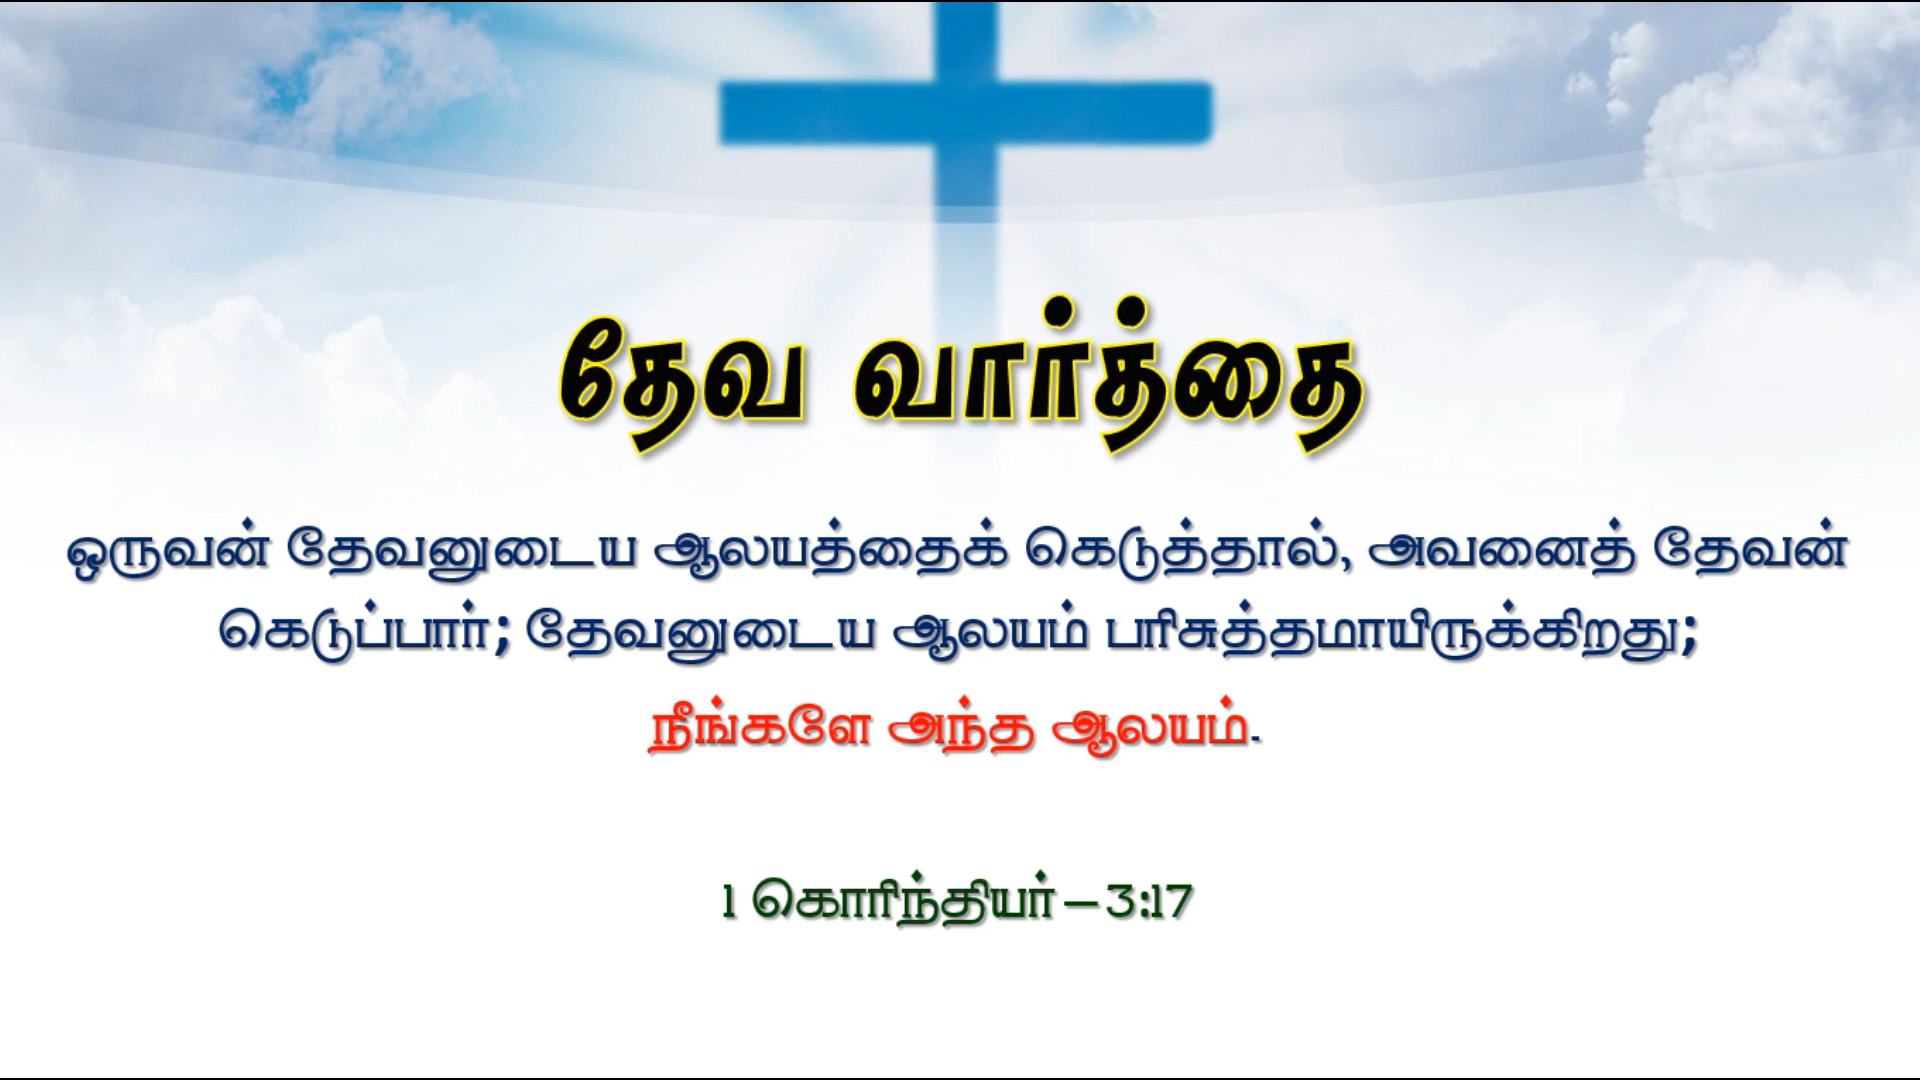 தேவ வார்த்தை
ஒருவன் தேவனுடைய ஆலயத்தைக் கெடுத்தால், அவனைத் தேவன்
கெடுப்பார்; தேவனுடைய ஆலயம் பரிசுத்தமாயிருக்கிறது;
நீங்களே அந்த ஆலயம்.
1 கொரிந்தியர் – 3:17